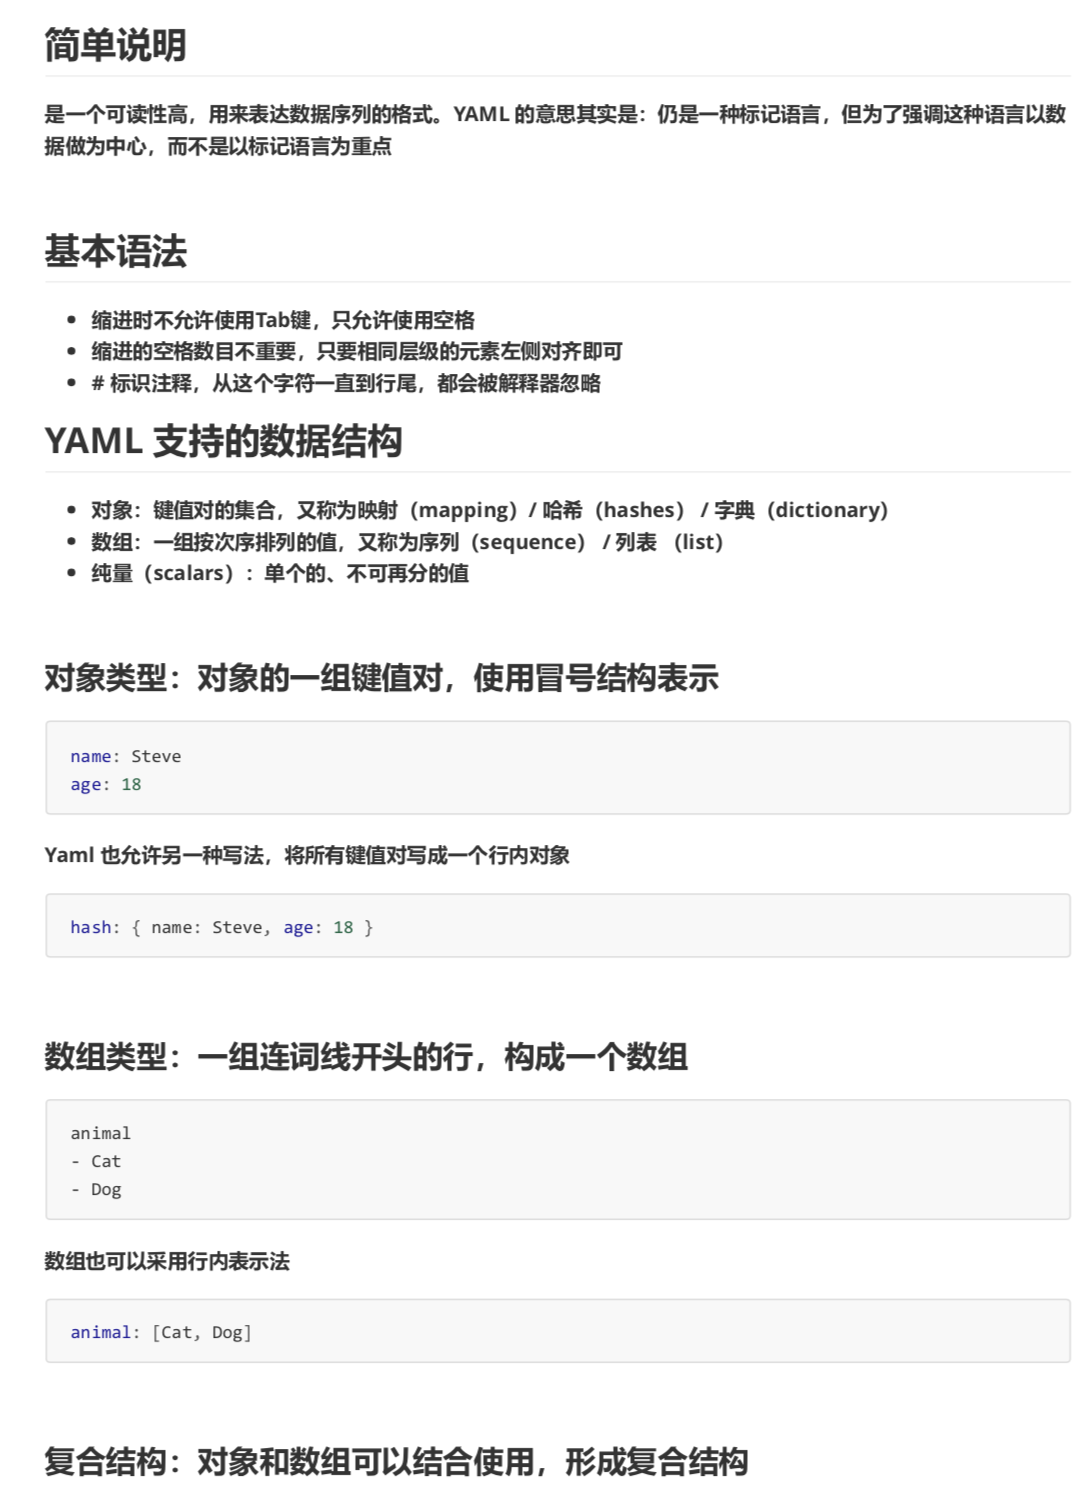 简单说明
是一个可读性高，用来表达数据序列的格式。YAML 的意思其实是：仍是一种标记语言，但为了强调这种语言以数
据做为中心，而不是以标记语言为重点
基本语法
• 缩进时不允许使用Tab键，只允许使用空格
• 缩进的空格数目不重要，只要相同层级的元素左侧对齐即可
• # 标识注释，从这个字符一直到行尾，都会被解释器忽略
YAML 支持的数据结构
• 对象：键值对的集合，又称为映射（mapping）/ 哈希（hashes） / 字典（dictionary）
• 数组：一组按次序排列的值，又称为序列（sequence） / 列表 （list）
• 纯量（scalars）：单个的、不可再分的值
对象类型：对象的一组键值对，使用冒号结构表示
name: Steve
age: 18
Yaml 也允许另一种写法，将所有键值对写成一个行内对象
hash: { name: Steve, age: 18 }
数组类型：一组连词线开头的行，构成一个数组
animal
- Cat
- Dog
数组也可以采用行内表示法
animal: [Cat, Dog]
复合结构：对象和数组可以结合使用，形成复合结构